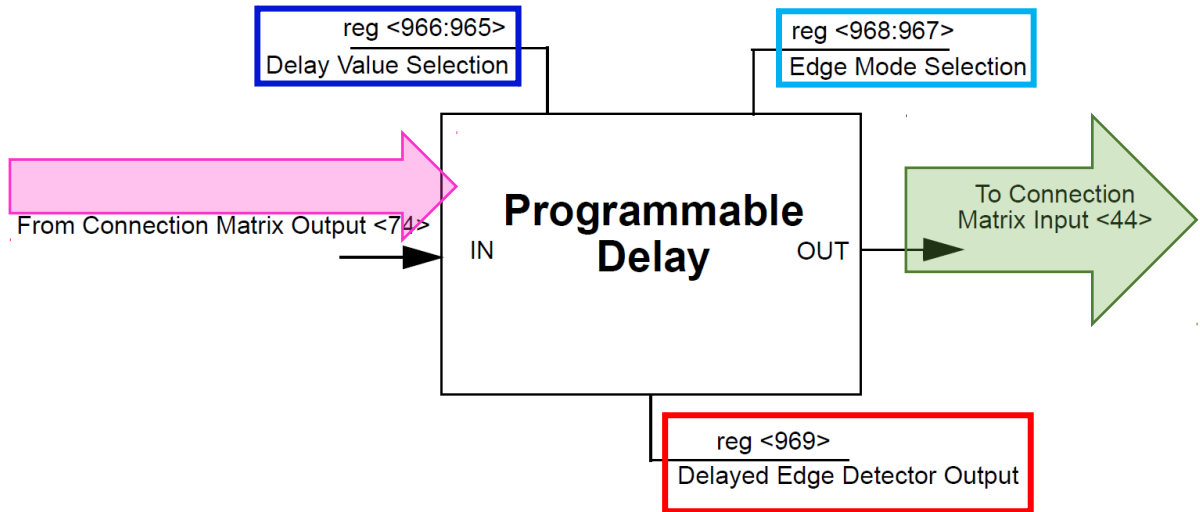 reg <966:965>
Delay Value Selection
reg <968:967>
Edge Mode Selection
From Connection Matrix Output <74>
IN
Programmable
Delay
OUT
To Connection
Matrix Input <44>
reg <969>
Delayed Edge Detector Output